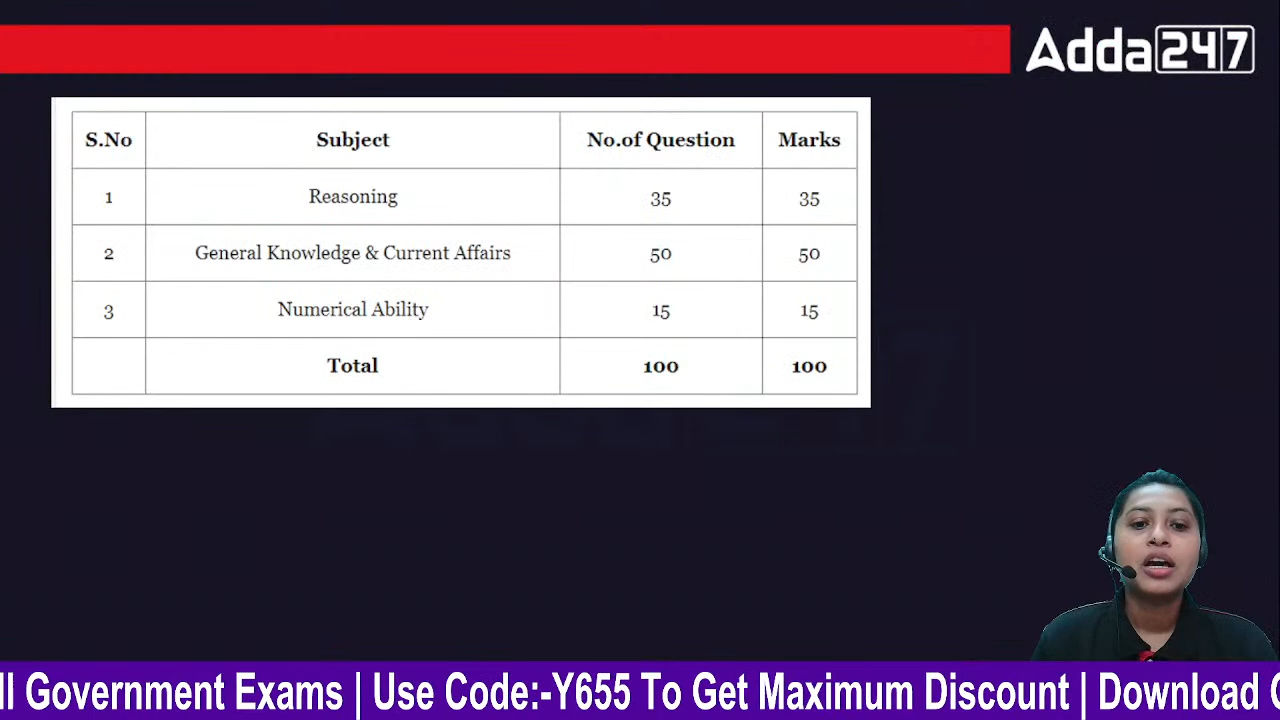 Adda247
S.No Subject No.of Question Marks
1 Reasoning 35 35
2 General Knowledge & Current Affairs 50 50
3 Numerical Ability 15 15
Total 100 100
ll Government Exams | Use Code:-Y655 To Get Maximum Discount | Download